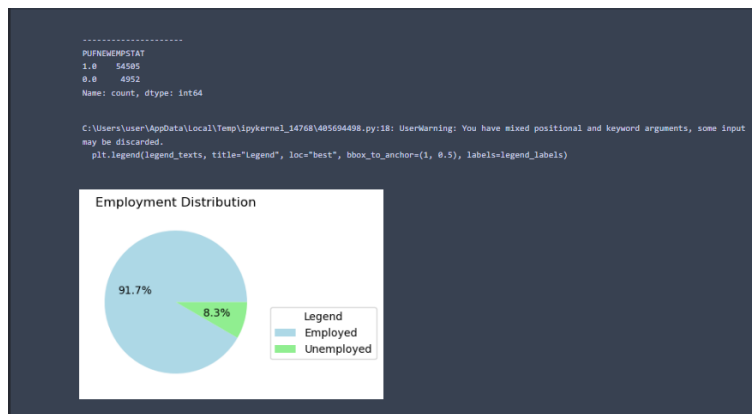 ---------------------
PUFNEWEMPSTAT
1.0    54505
0.0     4952
Name: count, dtype: int64
C:\Users\user\AppData\Local\Temp\ipykernel_14768\405694498.py:18: UserWarning: You have mixed positional and keyword arguments, some input
may be discarded.
  plt.legend(legend_texts, title="Legend", loc="best", bbox_to_anchor=(1, 0.5), labels=legend_labels)
Employment Distribution
91.7%
8.3%
Legend
Employed
Unemployed